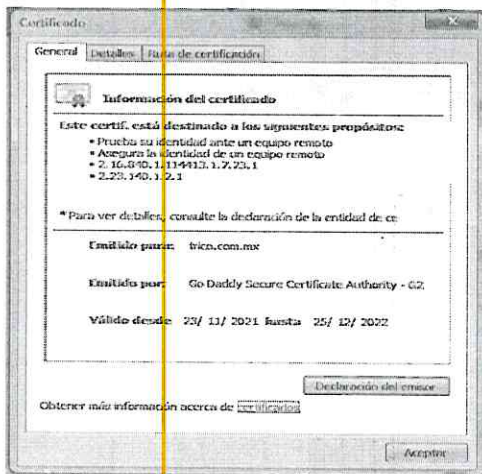 Certificado
General Detalles Ruta de certificación
Información del certificado
Este certif. está destinado a los siguientes propósitos:
• Prueba su identidad ante un equipo remoto
• Asegura la identidad de un equipo remoto
• 2.16.840.1.114413.1.7.23.1
• 2.23.140.1.2.1
* Para ver detalles, consulte la declaración de la entidad de ce
Emitido para: trico.com.mx
Emitido por: Go Daddy Secure Certificate Authority - G2
Válido desde 23/ 11/ 2021 hasta 25/ 12/ 2022
Declaración del emisor
Obtener más información acerca de certificados
Aceptar